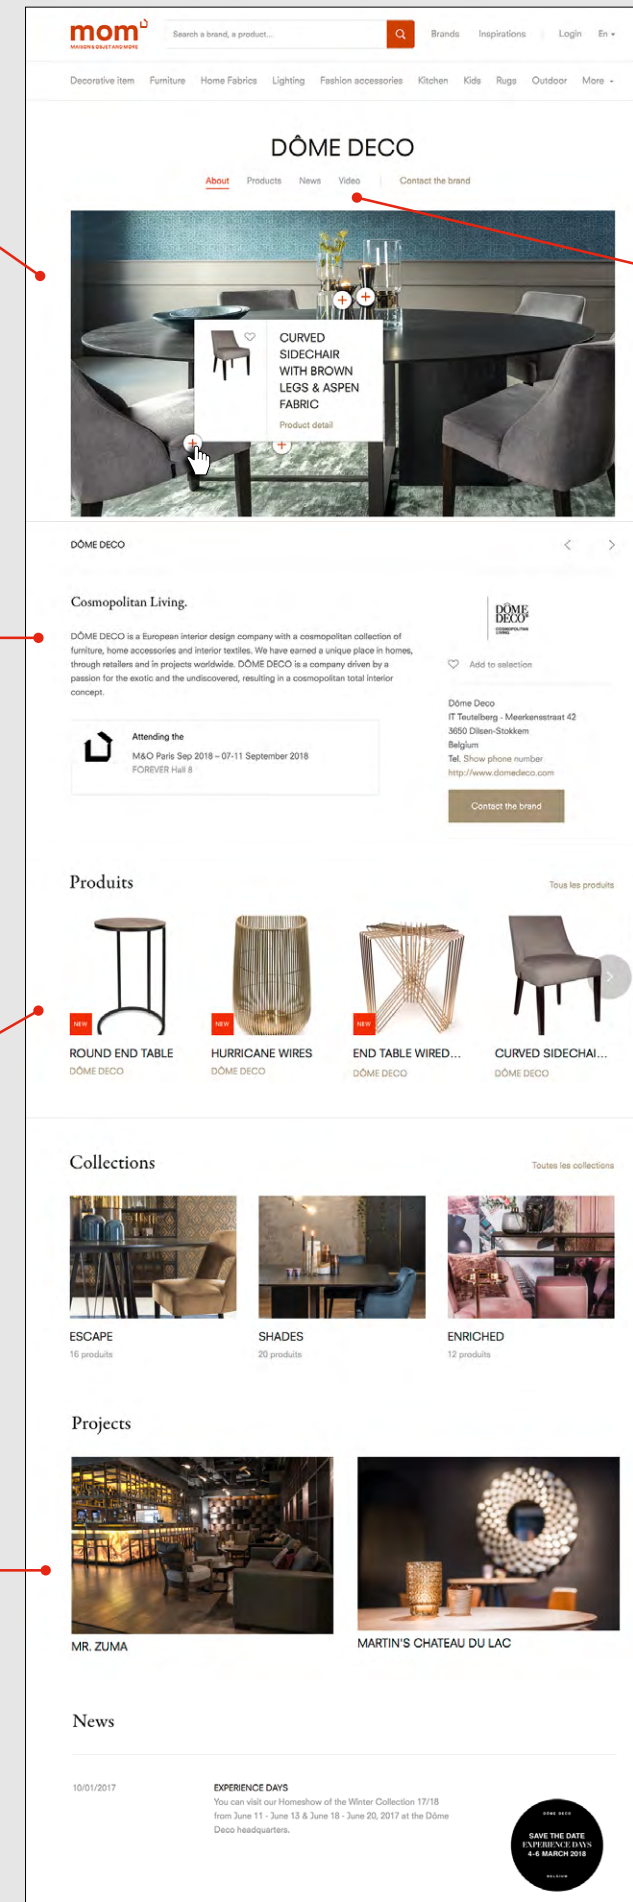 mom
MAISON & OBJET AND MORE
Search a brand, a product...
Brands Inspirations Login En
Decorative item Furniture Home Fabrics Lighting Fashion accessories Kitchen Kids Rugs Outdoor More
DÔME DECO
About Products News Video Contact the brand
CURVED
SIDECHAIR
WITH BROWN
LEGS & ASPEN
FABRIC
Product detail
DÔME DECO
Cosmopolitan Living.
DÔME DECO is a European interior design company with a cosmopolitan collection of
furniture, home accessories and interior textiles. We have earned a unique place in homes,
through retailers and in projects worldwide. DÔME DECO is a company driven by a
passion for the exotic and the undiscovered, resulting in a cosmopolitan total interior
concept.
Attending the
M&O Paris Sep 2018 – 07-11 September 2018
FOREVER Hall 8
DÔME
DECO
COSMOPOLITAN
LIVING
Add to selection
Dôme Deco
IT Teutelberg - Meerkensstraat 42
3650 Dilsen-Stokkem
Belgium
Tel. Show phone number
http://www.domedeco.com
Contact the brand
Produits
Tous les produits
NEW NEW NEW
ROUND END TABLE HURRICANE WIRES END TABLE WIRED... CURVED SIDECHAI...
DÔME DECO DÔME DECO DÔME DECO DÔME DECO
Collections
Toutes les collections
ESCAPE SHADES ENRICHED
16 produits 20 produits 12 produits
Projects
MR. ZUMA MARTIN'S CHATEAU DU LAC
News
10/01/2017
EXPERIENCE DAYS
You can visit our Homeshow of the Winter Collection 17/18
from June 11 - June 13 & June 18 - June 20, 2017 at the Dôme
Deco headquarters.
DÔME DECO
SAVE THE DATE
EXPERIENCE DAYS
4-6 MARCH 2018
BELGIUM